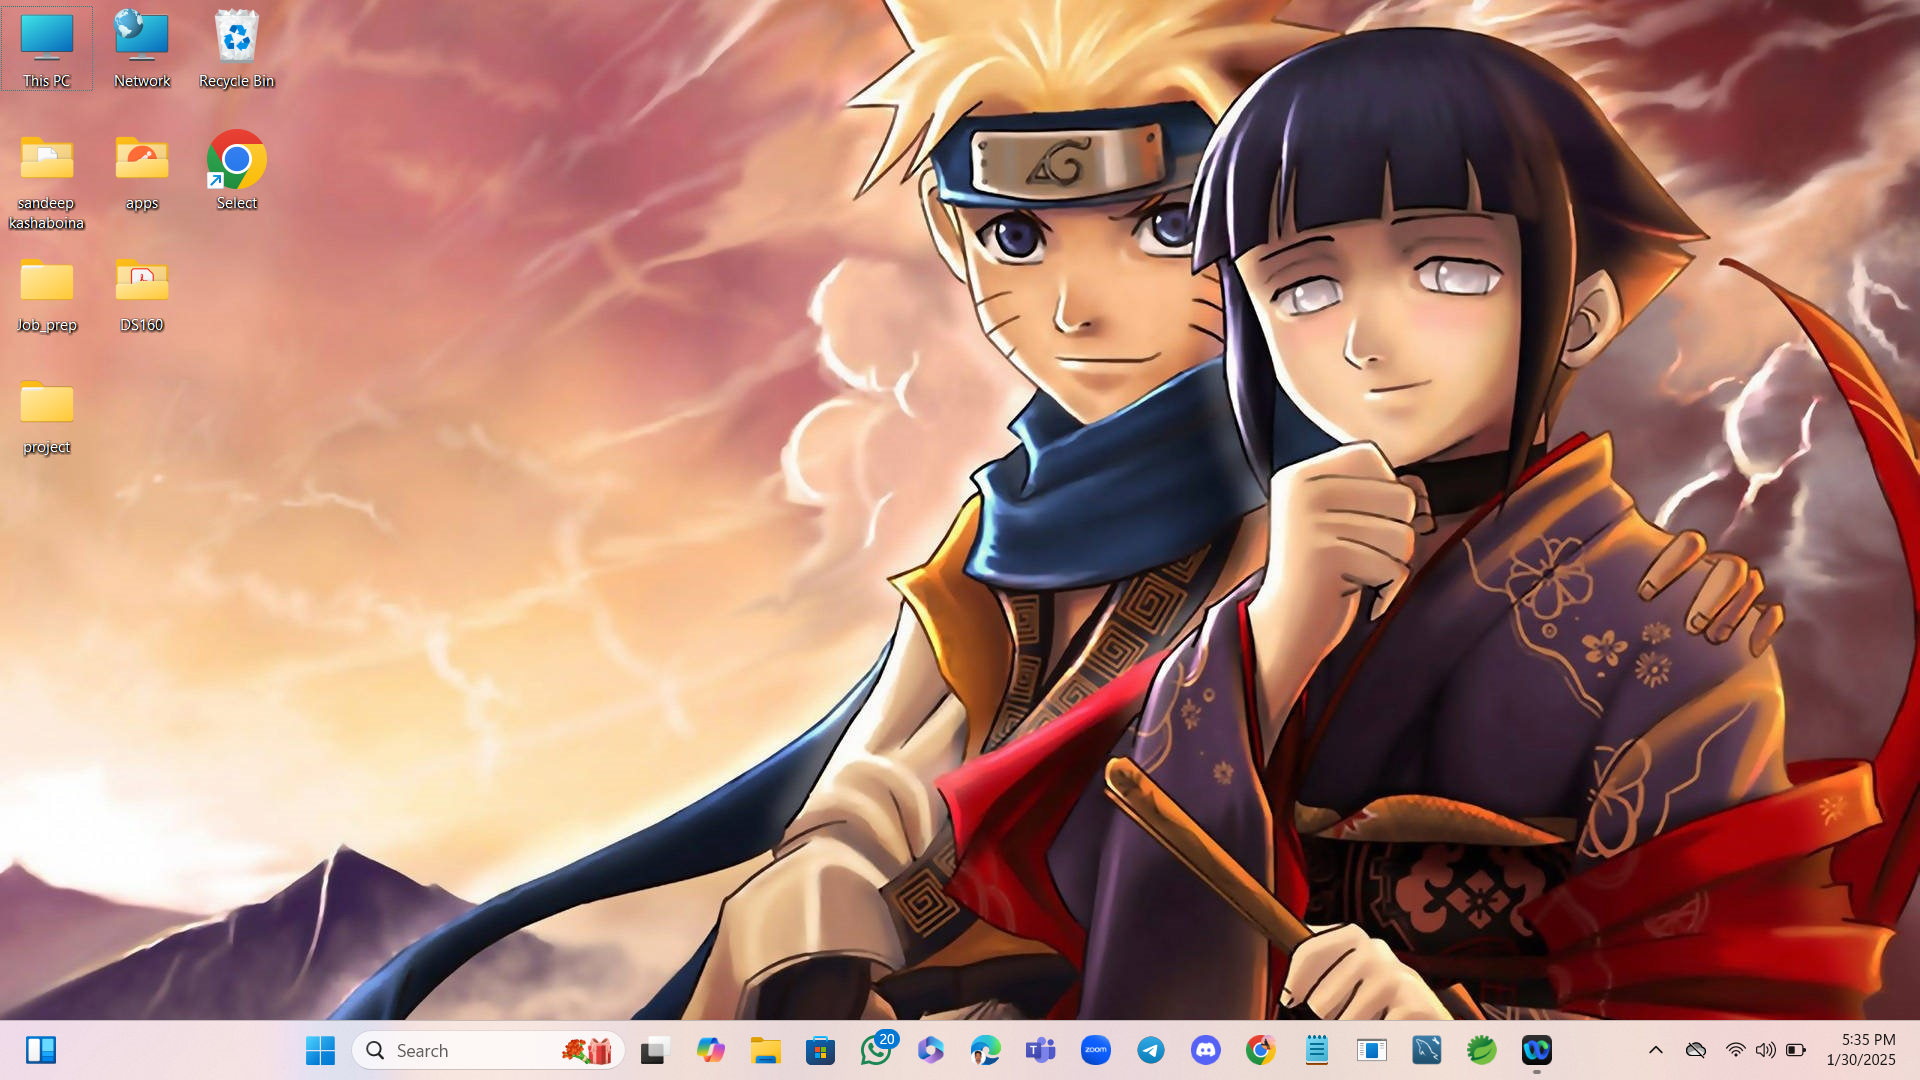 This PC
Network
Recycle Bin
sandeep
kashaboina
apps
Select
Job_prep
DS160
project
Search
20
zoom
5:35 PM
1/30/2025